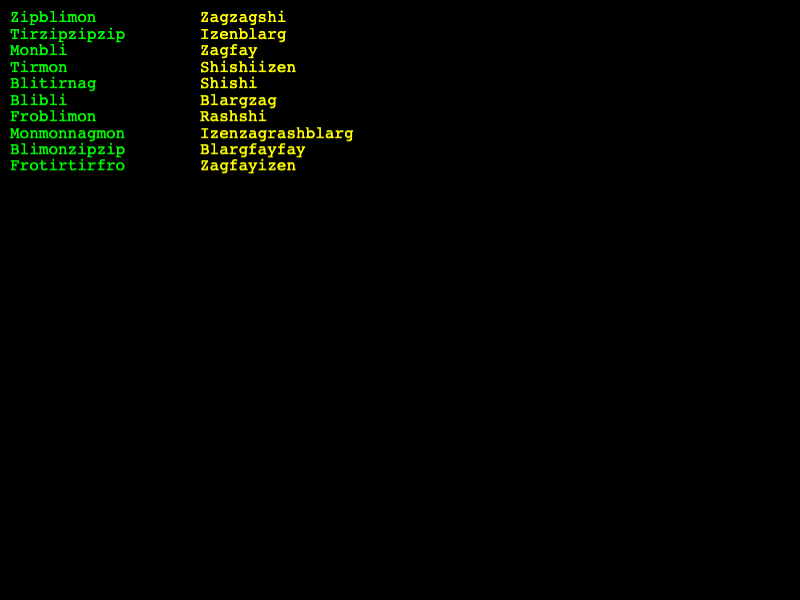 Zipblimon Zagzagshi
Tirzipzipzip Izenblarg
Monbli Zagfay
Tirmon Shishiizen
Blitirnag Shishi
Blibli Blargzag
Froblimon Rashshi
Monmonnagmon Izenzagrashblarg
Blimonzipzip Blargfayfay
Frotirtirfro Zagfayizen